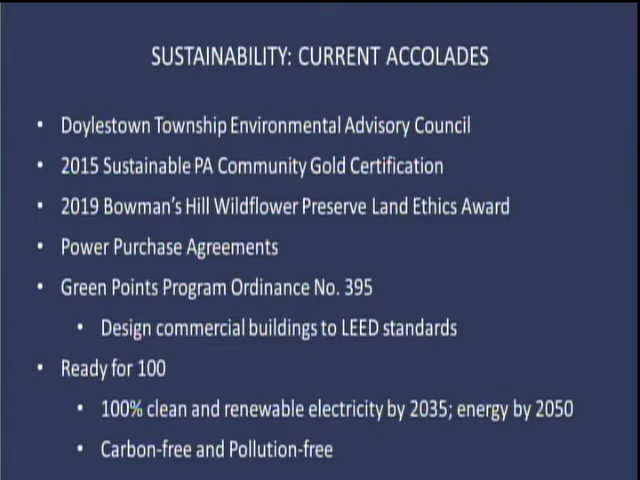 SUSTAINABILITY: CURRENT ACCOLADES
• Doylestown Township Environmental Advisory Council
• 2015 Sustainable PA Community Gold Certification
• 2019 Bowman's Hill Wildflower Preserve Land Ethics Award
• Power Purchase Agreements
• Green Points Program Ordinance No. 395
• Design commercial buildings to LEED standards
• Ready for 100
• 100% clean and renewable electricity by 2035; energy by 2050
• Carbon-free and Pollution-free